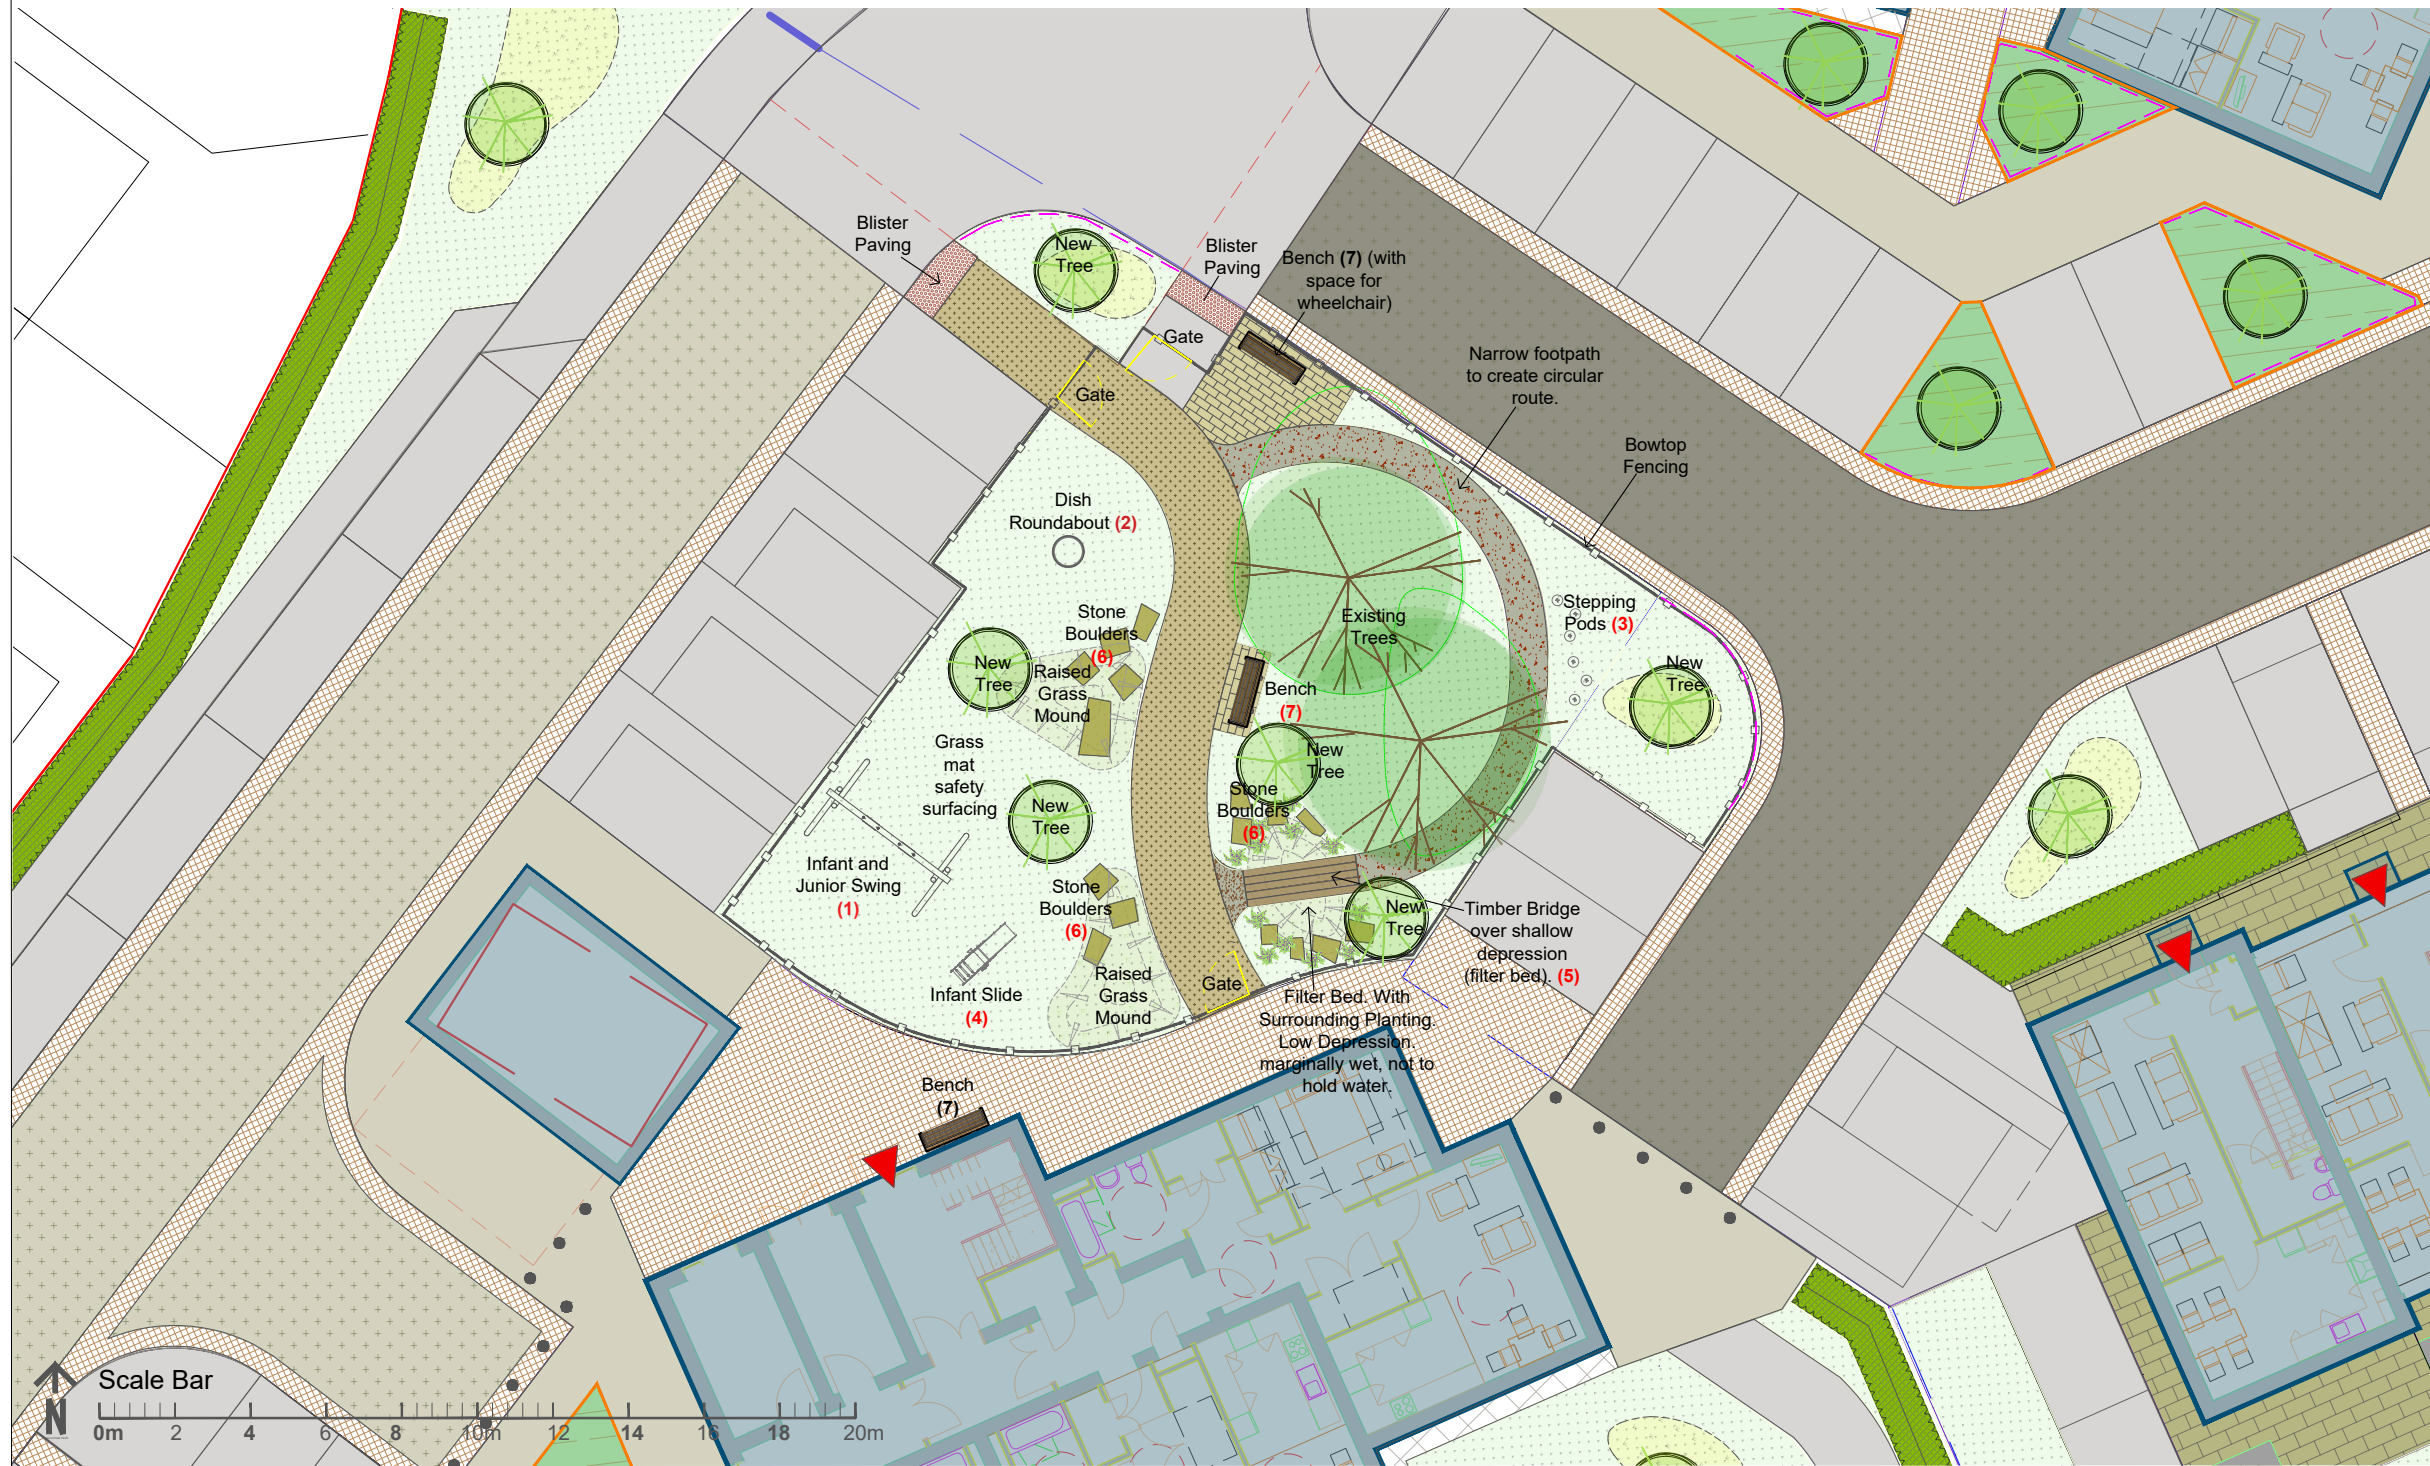 Blister
Paving
New
Tree
Blister
Paving
Bench (7) (with
space for
wheelchair)
Gate
Gate
Narrow footpath
to create circular
route.
Bowtop
Fencing
Dish
Roundabout (2)
Stone
Boulders
(6)
Existing
Trees
Stepping
Pods (3)
New
Tree
Raised
Grass
Mound
Bench
(7)
New
Tree
Grass
mat
safety
surfacing
New
Tree
New
Tree
Stone
Boulders
(6)
Infant and
Junior Swing
(1)
Stone
Boulders
(6)
New
Tree
Timber Bridge
over shallow
depression
(filter bed). (5)
Infant Slide
(4)
Raised
Grass
Mound
Gate
Filter Bed. With
Surrounding Planting.
Low Depression.
marginally wet, not to
hold water.
Bench
(7)
Scale Bar
N
0m 2 4 6 8 10m 12 14 16 18 20m